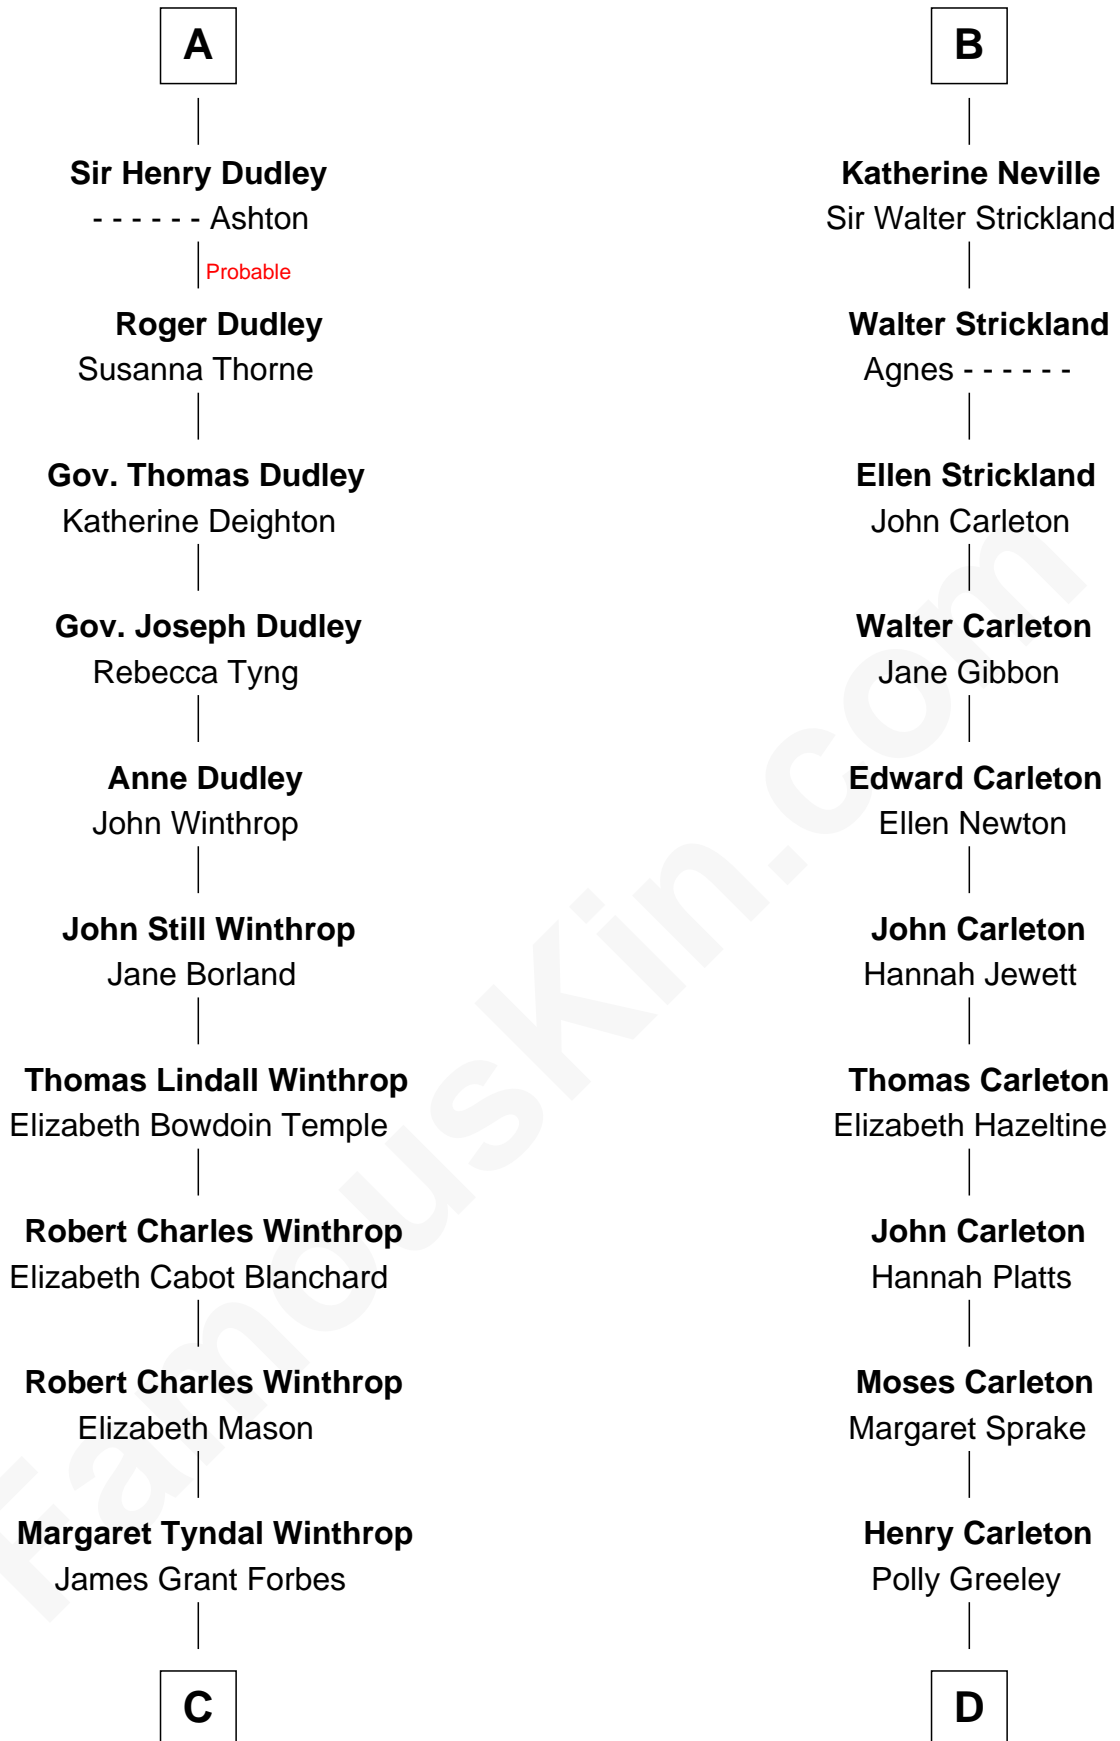 A
Sir Henry Dudley
- - - - - - Ashton
Probable
Roger Dudley
Susanna Thorne
Gov. Thomas Dudley
Katherine Deighton
Gov. Joseph Dudley
Rebecca Tyng
Anne Dudley
John Winthrop
John Still Winthrop
Jane Borland
Thomas Lindall Winthrop
Elizabeth Bowdoin Temple
Robert Charles Winthrop
Elizabeth Cabot Blanchard
Robert Charles Winthrop
Elizabeth Mason
Margaret Tyndal Winthrop
James Grant Forbes
C
B
Katherine Neville
Sir Walter Strickland
Walter Strickland
Agnes - - - - - -
Ellen Strickland
John Carleton
Walter Carleton
Jane Gibbon
Edward Carleton
Ellen Newton
John Carleton
Hannah Jewett
Thomas Carleton
Elizabeth Hazeltine
John Carleton
Hannah Platts
Moses Carleton
Margaret Sprake
Henry Carleton
Polly Greeley
D
FamousKin.com